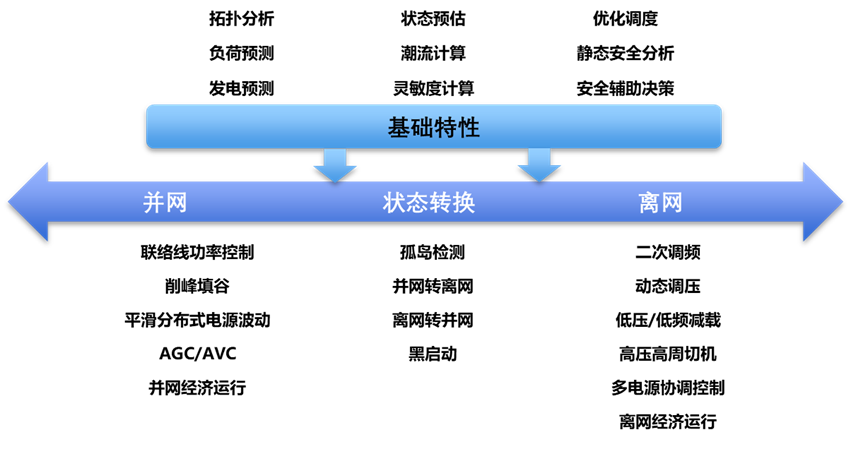 拓扑分析 状态预估 优化调度
负荷预测 潮流计算 静态安全分析
发电预测 灵敏度计算 安全辅助决策
基础特性
并网 状态转换 离网
联络线功率控制 孤岛检测 二次调频
削峰填谷 并网转离网 动态调压
平滑分布式电源波动 离网转并网 低压/低频减载
AGC/AVC 黑启动 高压高周切机
并网经济运行 多电源协调控制
离网经济运行